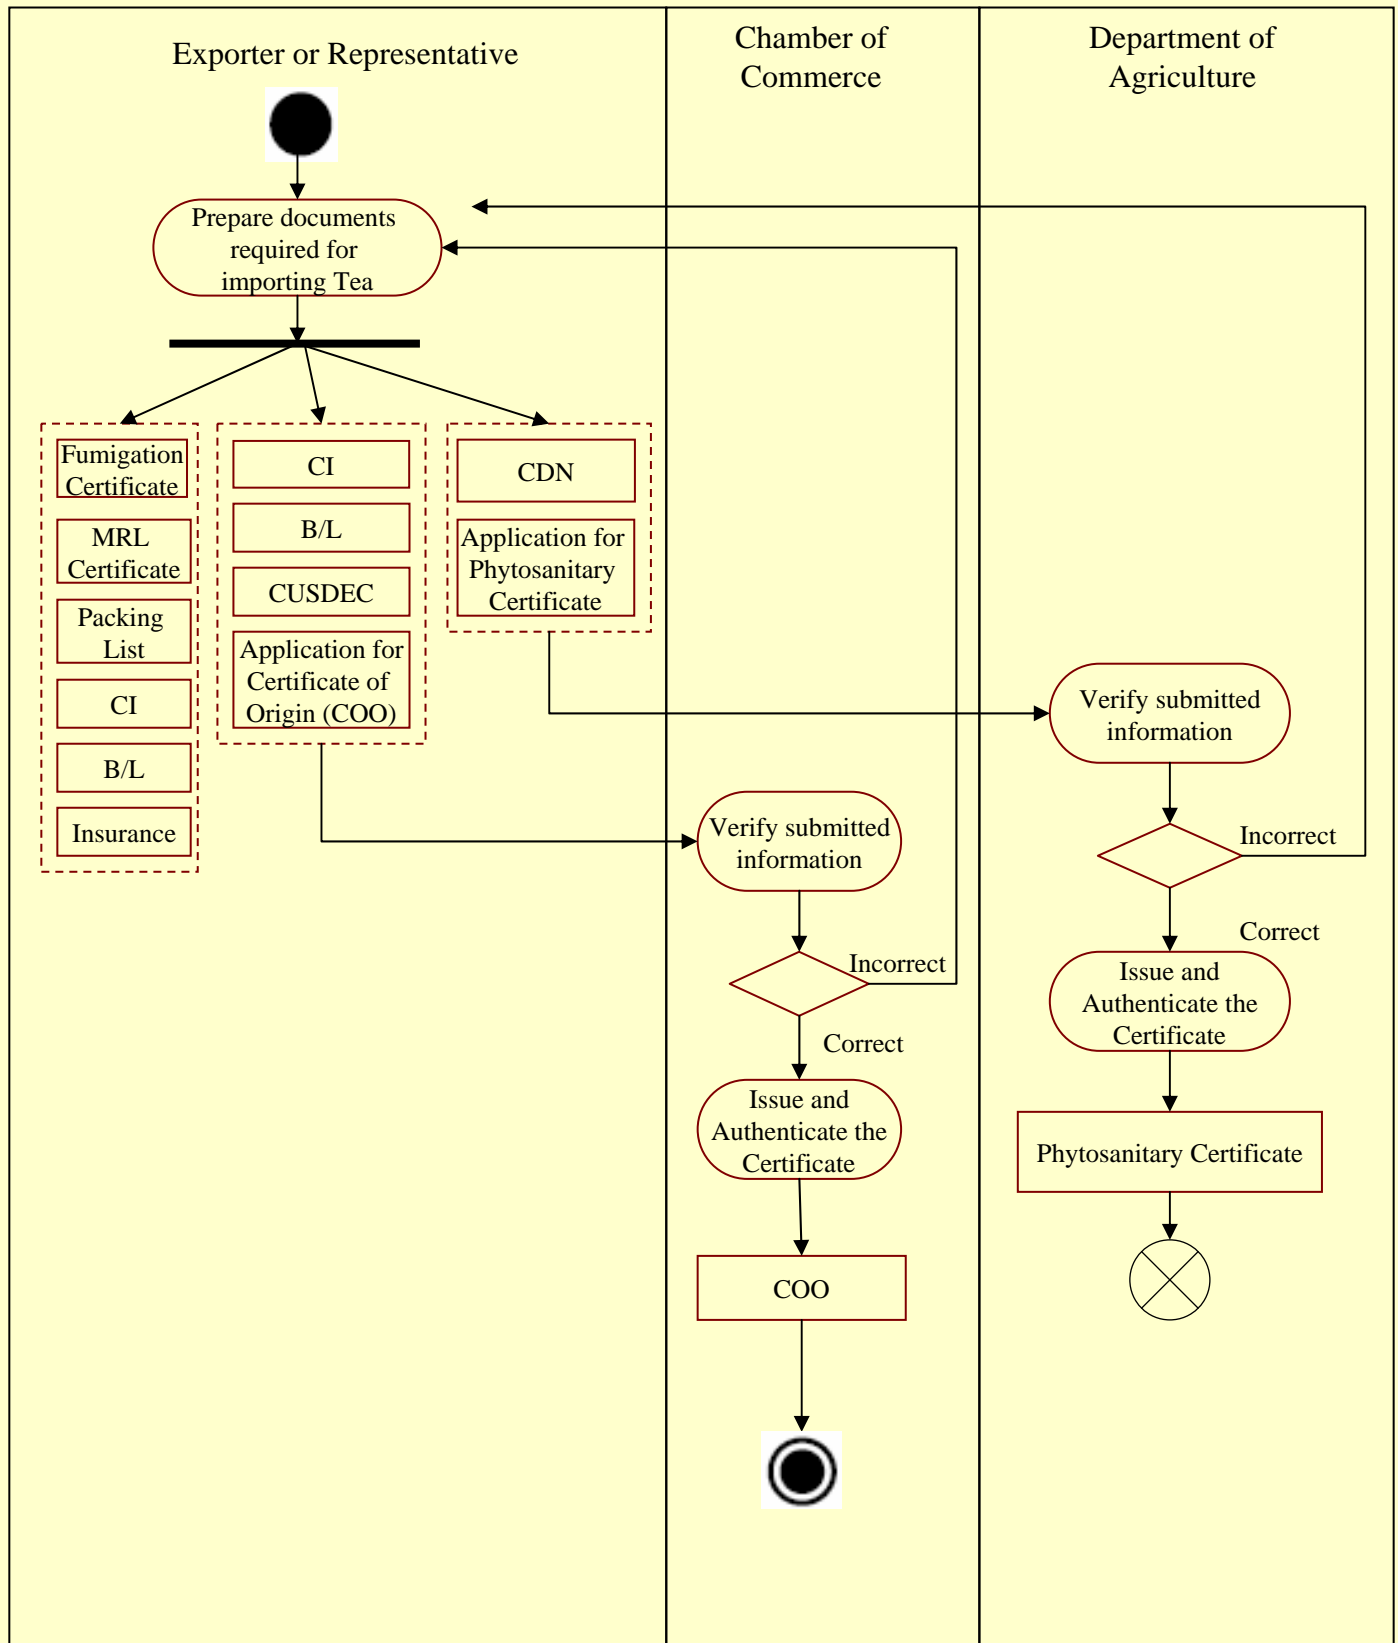 Exporter or Representative
Chamber of
Commerce
Department of
Agriculture
Prepare documents
required for
importing Tea
Fumigation
Certificate
MRL
Certificate
Packing
List
CI
B/L
Insurance
CI
B/L
CUSDEC
Application for
Certificate of
Origin (COO)
CDN
Application for
Phytosanitary
Certificate
Verify submitted
information
Incorrect
Correct
Issue and
Authenticate the
Certificate
COO
Verify submitted
information
Incorrect
Correct
Issue and
Authenticate the
Certificate
Phytosanitary Certificate